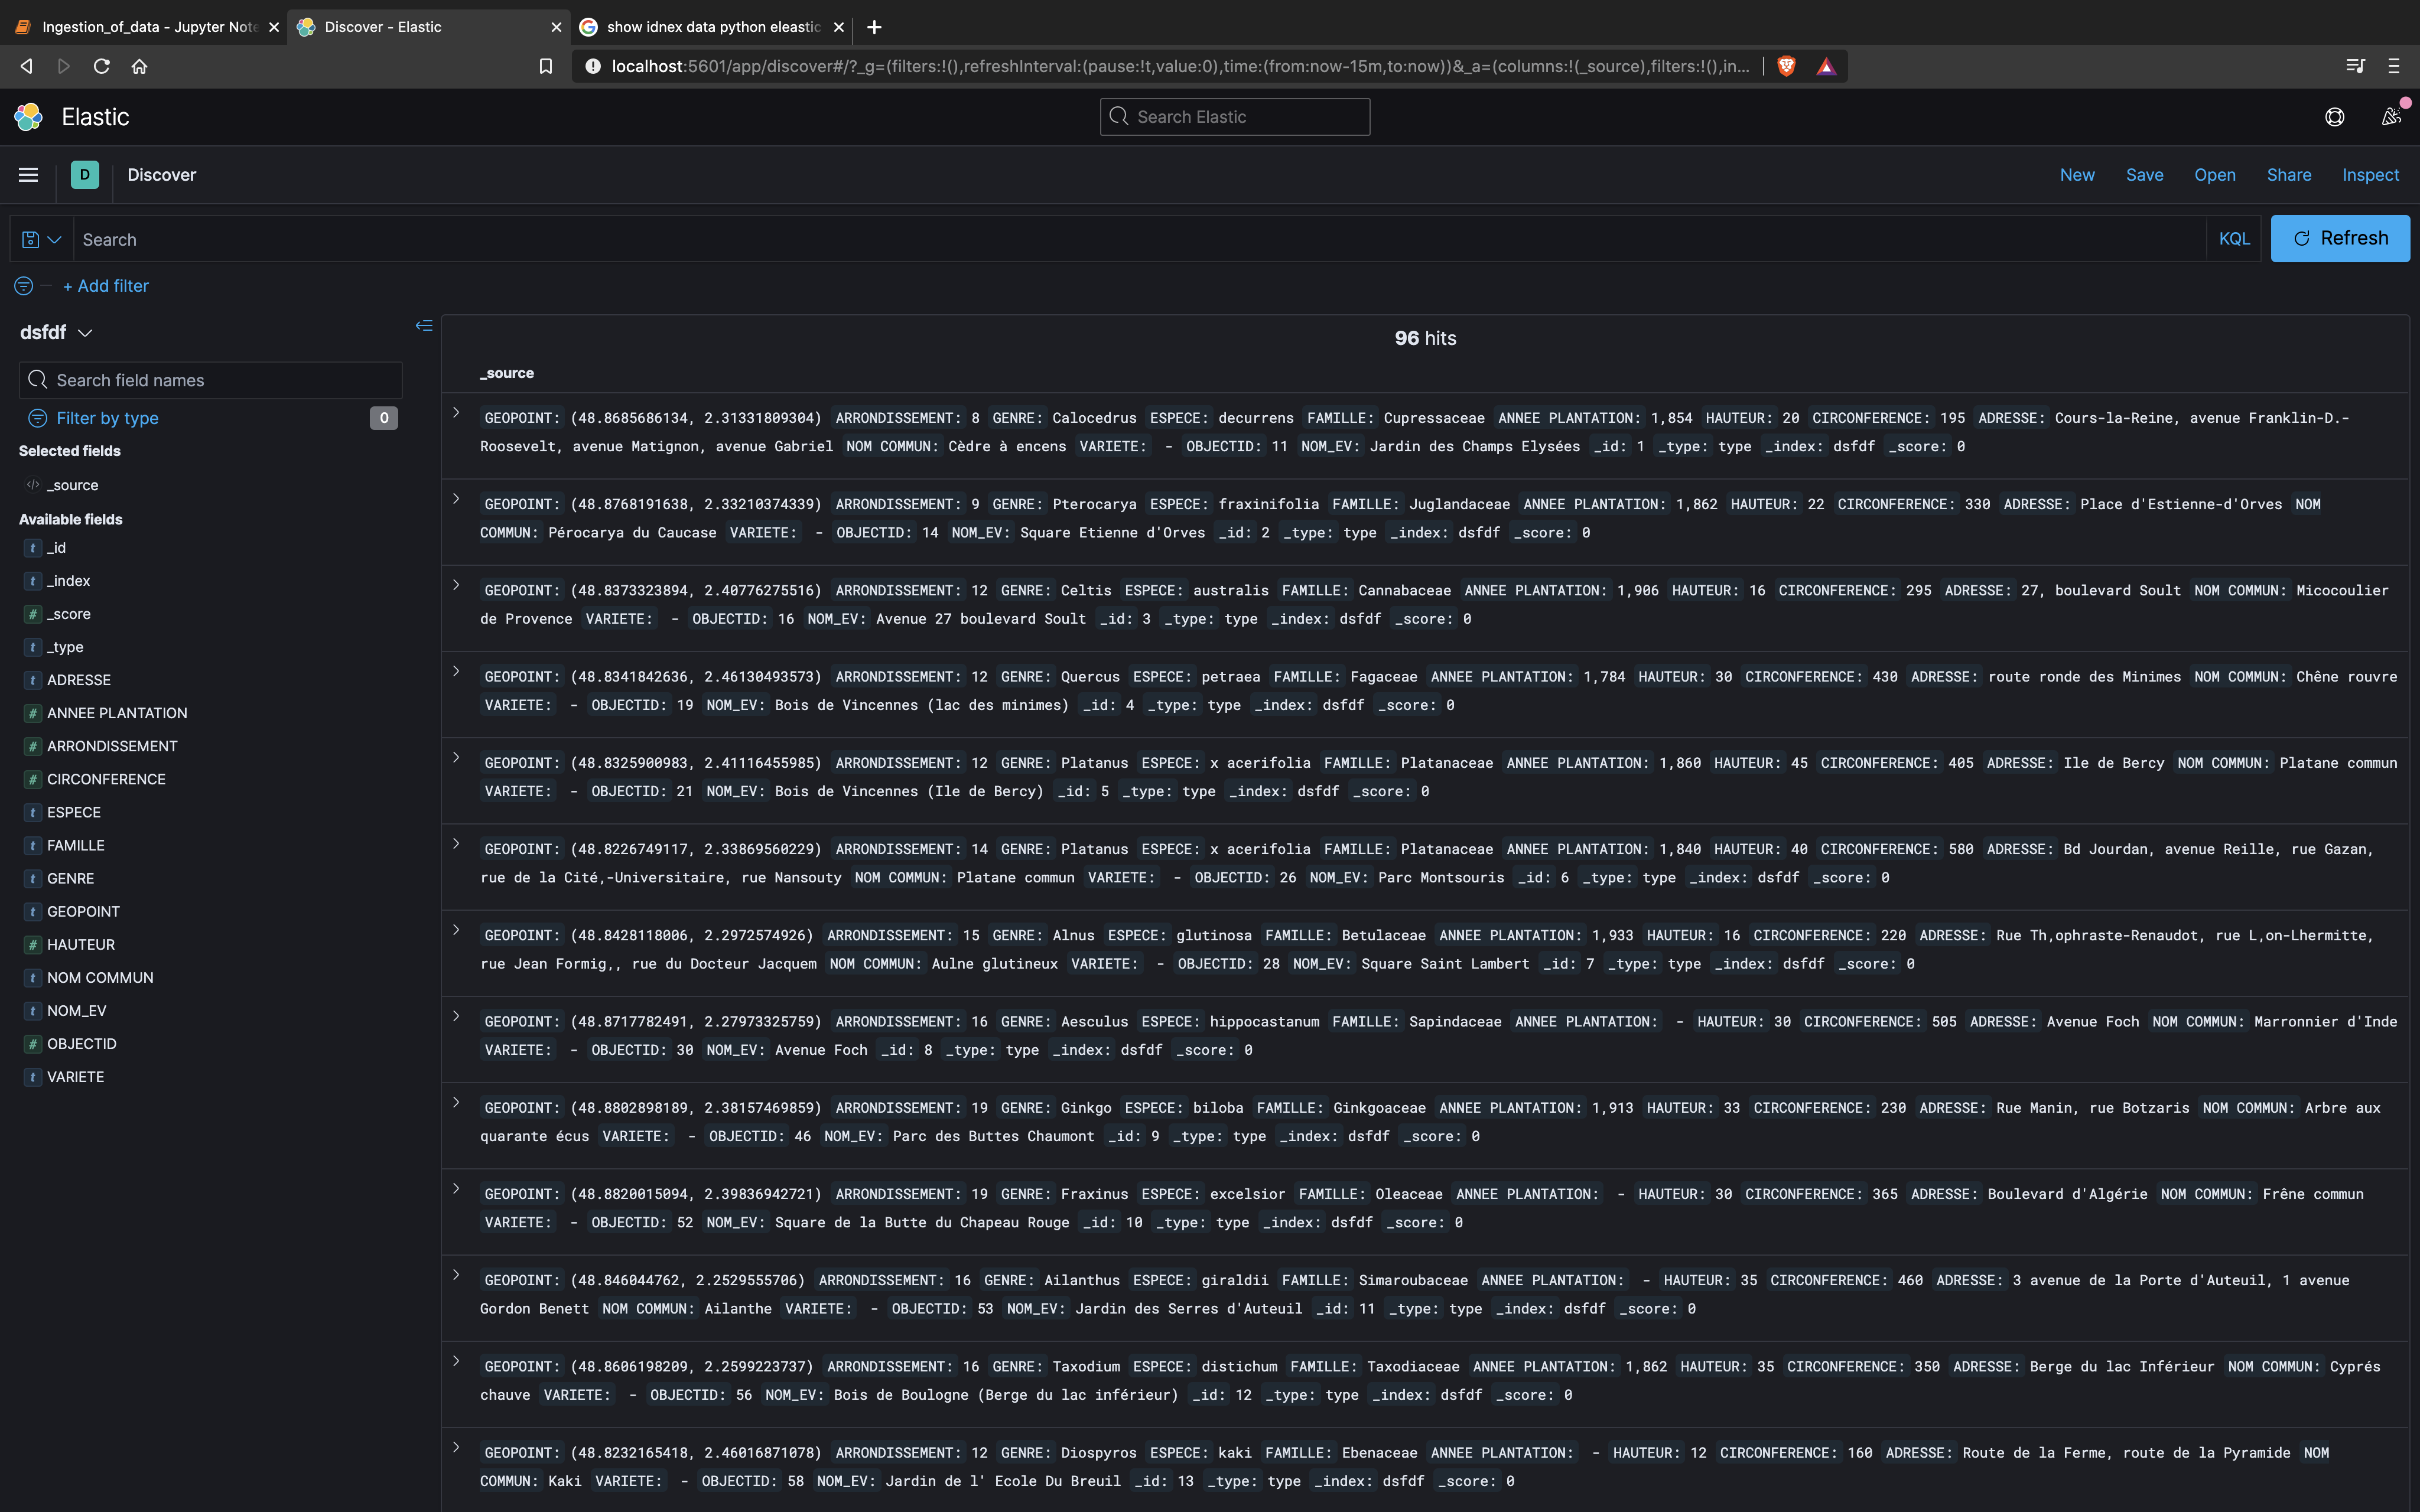 Ingestion_of_data - Jupyter Note
Discover - Elastic
show idnex data python eleastic
localhost:5601/app/discover#/?_g=(filters:!(),refreshInterval:(pause:!t,value:0),time:(from:now-15m,to:now))&_a=(columns:!(_source),filters:!(),in...
Elastic
Search Elastic
D
Discover
New Save Open Share Inspect
Search
KQL
Refresh
+ Add filter
dsfdf
Search field names
Filter by type 0
Selected fields
_source
Available fields
t _id
t _index
# _score
t _type
t ADRESSE
# ANNEE PLANTATION
# ARRONDISSEMENT
# CIRCONFERENCE
t ESPECE
t FAMILLE
t GENRE
t GEOPOINT
# HAUTEUR
t NOM COMMUN
t NOM_EV
# OBJECTID
t VARIETE
96 hits
_source
GEOPOINT: (48.8685686134, 2.31331809304) ARRONDISSEMENT: 8 GENRE: Calocedrus ESPECE: decurrens FAMILLE: Cupressaceae ANNEE PLANTATION: 1,854 HAUTEUR: 20 CIRCONFERENCE: 195 ADRESSE: Cours-la-Reine, avenue Franklin-D.-
Roosevelt, avenue Matignon, avenue Gabriel NOM COMMUN: Cèdre à encens VARIETE: - OBJECTID: 11 NOM_EV: Jardin des Champs Elysées _id: 1 _type: type _index: dsfdf _score: 0
GEOPOINT: (48.8768191638, 2.33210374339) ARRONDISSEMENT: 9 GENRE: Pterocarya ESPECE: fraxinifolia FAMILLE: Juglandaceae ANNEE PLANTATION: 1,862 HAUTEUR: 22 CIRCONFERENCE: 330 ADRESSE: Place d'Estienne-d'Orves NOM
COMMUN: Pérocarya du Caucase VARIETE: - OBJECTID: 14 NOM_EV: Square Etienne d'Orves _id: 2 _type: type _index: dsfdf _score: 0
GEOPOINT: (48.8373323894, 2.40776275516) ARRONDISSEMENT: 12 GENRE: Celtis ESPECE: australis FAMILLE: Cannabaceae ANNEE PLANTATION: 1,906 HAUTEUR: 16 CIRCONFERENCE: 295 ADRESSE: 27, boulevard Soult NOM COMMUN: Micocoulier
de Provence VARIETE: - OBJECTID: 16 NOM_EV: Avenue 27 boulevard Soult _id: 3 _type: type _index: dsfdf _score: 0
GEOPOINT: (48.8341842636, 2.46130493573) ARRONDISSEMENT: 12 GENRE: Quercus ESPECE: petraea FAMILLE: Fagaceae ANNEE PLANTATION: 1,784 HAUTEUR: 30 CIRCONFERENCE: 430 ADRESSE: route ronde des Minimes NOM COMMUN: Chêne rouvre
VARIETE: - OBJECTID: 19 NOM_EV: Bois de Vincennes (lac des minimes) _id: 4 _type: type _index: dsfdf _score: 0
GEOPOINT: (48.8325900983, 2.41116455985) ARRONDISSEMENT: 12 GENRE: Platanus ESPECE: x acerifolia FAMILLE: Platanaceae ANNEE PLANTATION: 1,860 HAUTEUR: 45 CIRCONFERENCE: 405 ADRESSE: Ile de Bercy NOM COMMUN: Platane commun
VARIETE: - OBJECTID: 21 NOM_EV: Bois de Vincennes (Ile de Bercy) _id: 5 _type: type _index: dsfdf _score: 0
GEOPOINT: (48.8226749117, 2.33869560229) ARRONDISSEMENT: 14 GENRE: Platanus ESPECE: x acerifolia FAMILLE: Platanaceae ANNEE PLANTATION: 1,840 HAUTEUR: 40 CIRCONFERENCE: 580 ADRESSE: Bd Jourdan, avenue Reille, rue Gazan,
rue de la Cité,-Universitaire, rue Nansouty NOM COMMUN: Platane commun VARIETE: - OBJECTID: 26 NOM_EV: Parc Montsouris _id: 6 _type: type _index: dsfdf _score: 0
GEOPOINT: (48.8428118006, 2.2972574926) ARRONDISSEMENT: 15 GENRE: Alnus ESPECE: glutinosa FAMILLE: Betulaceae ANNEE PLANTATION: 1,933 HAUTEUR: 16 CIRCONFERENCE: 220 ADRESSE: Rue Th,ophraste-Renaudot, rue L,on-Lhermitte,
rue Jean Formig,, rue du Docteur Jacquem NOM COMMUN: Aulne glutineux VARIETE: - OBJECTID: 28 NOM_EV: Square Saint Lambert _id: 7 _type: type _index: dsfdf _score: 0
GEOPOINT: (48.8717782491, 2.27973325759) ARRONDISSEMENT: 16 GENRE: Aesculus ESPECE: hippocastanum FAMILLE: Sapindaceae ANNEE PLANTATION: - HAUTEUR: 30 CIRCONFERENCE: 505 ADRESSE: Avenue Foch NOM COMMUN: Marronnier d'Inde
VARIETE: - OBJECTID: 30 NOM_EV: Avenue Foch _id: 8 _type: type _index: dsfdf _score: 0
GEOPOINT: (48.8802898189, 2.38157469859) ARRONDISSEMENT: 19 GENRE: Ginkgo ESPECE: biloba FAMILLE: Ginkgoaceae ANNEE PLANTATION: 1,913 HAUTEUR: 33 CIRCONFERENCE: 230 ADRESSE: Rue Manin, rue Botzaris NOM COMMUN: Arbre aux
quarante écus VARIETE: - OBJECTID: 46 NOM_EV: Parc des Buttes Chaumont _id: 9 _type: type _index: dsfdf _score: 0
GEOPOINT: (48.8820015094, 2.39836942721) ARRONDISSEMENT: 19 GENRE: Fraxinus ESPECE: excelsior FAMILLE: Oleaceae ANNEE PLANTATION: - HAUTEUR: 30 CIRCONFERENCE: 365 ADRESSE: Boulevard d'Algérie NOM COMMUN: Frêne commun
VARIETE: - OBJECTID: 52 NOM_EV: Square de la Butte du Chapeau Rouge _id: 10 _type: type _index: dsfdf _score: 0
GEOPOINT: (48.846044762, 2.2529555706) ARRONDISSEMENT: 16 GENRE: Ailanthus ESPECE: giraldii FAMILLE: Simaroubaceae ANNEE PLANTATION: - HAUTEUR: 35 CIRCONFERENCE: 460 ADRESSE: 3 avenue de la Porte d'Auteuil, 1 avenue
Gordon Benett NOM COMMUN: Ailanthe VARIETE: - OBJECTID: 53 NOM_EV: Jardin des Serres d'Auteuil _id: 11 _type: type _index: dsfdf _score: 0
GEOPOINT: (48.8606198209, 2.2599223737) ARRONDISSEMENT: 16 GENRE: Taxodium ESPECE: distichum FAMILLE: Taxodiaceae ANNEE PLANTATION: 1,862 HAUTEUR: 35 CIRCONFERENCE: 350 ADRESSE: Berge du lac Inférieur NOM COMMUN: Cyprés
chauve VARIETE: - OBJECTID: 56 NOM_EV: Bois de Boulogne (Berge du lac inférieur) _id: 12 _type: type _index: dsfdf _score: 0
GEOPOINT: (48.8232165418, 2.46016871078) ARRONDISSEMENT: 12 GENRE: Diospyros ESPECE: kaki FAMILLE: Ebenaceae ANNEE PLANTATION: - HAUTEUR: 12 CIRCONFERENCE: 160 ADRESSE: Route de la Ferme, route de la Pyramide NOM
COMMUN: Kaki VARIETE: - OBJECTID: 58 NOM_EV: Jardin de l' Ecole Du Breuil _id: 13 _type: type _index: dsfdf _score: 0